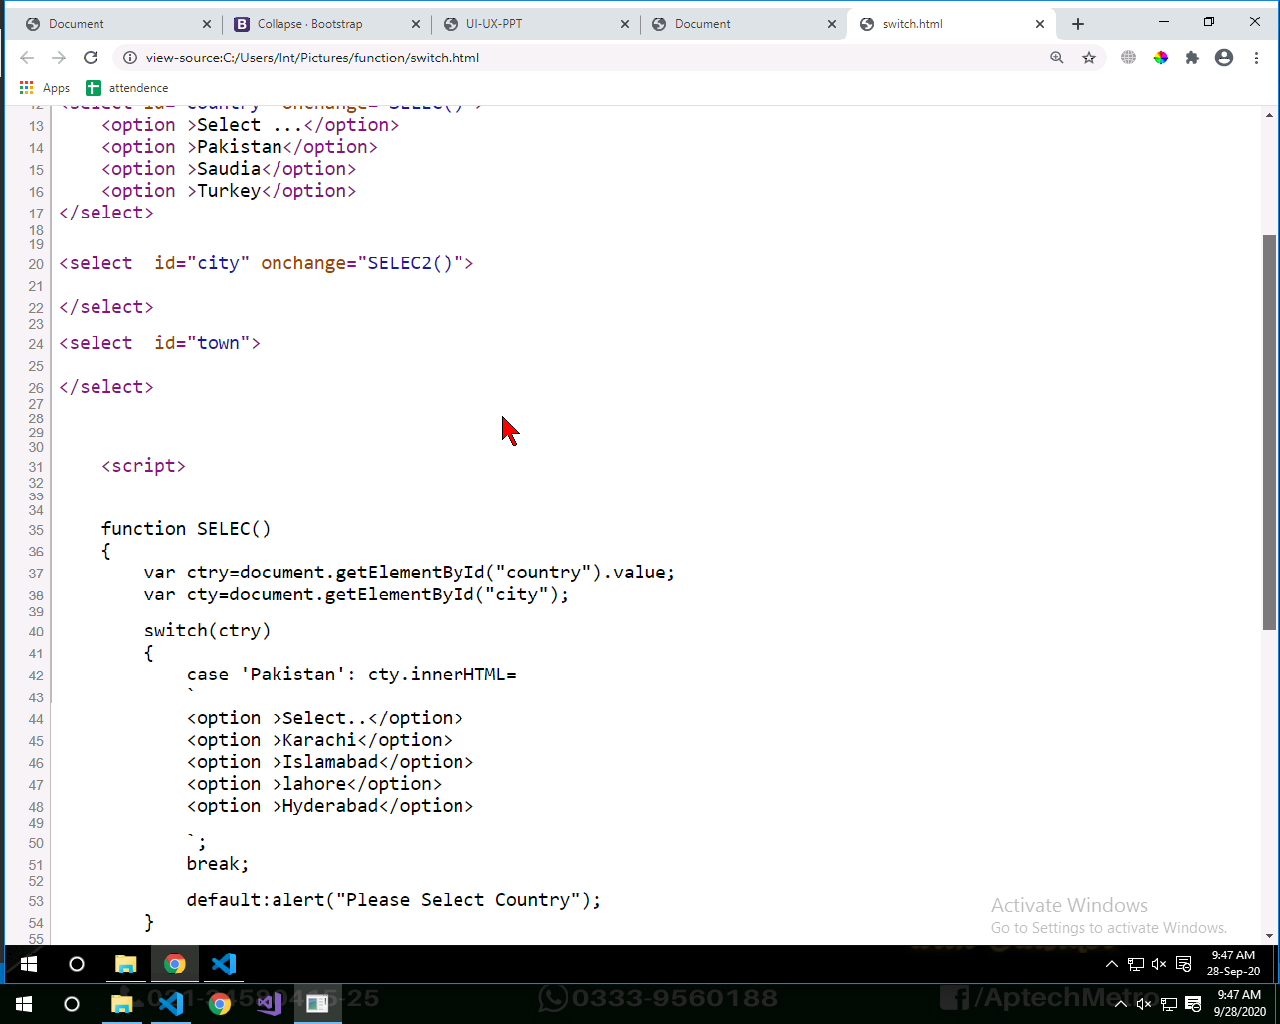 Document
Collapse · Bootstrap
UI-UX-PPT
Document
switch.html
view-source:C:/Users/Int/Pictures/function/switch.html
Apps
attendence
12 <select id="country" onchange="SELEC()">
13 <option >Select ...</option>
14 <option >Pakistan</option>
15 <option >Saudia</option>
16 <option >Turkey</option>
17 </select>
18
19
20 <select  id="city" onchange="SELEC2()">
21
22 </select>
23
24 <select  id="town">
25
26 </select>
27
28
29
30
31 <script>
32
33
34
35 function SELEC()
36 {
37 var ctry=document.getElementById("country").value;
38 var cty=document.getElementById("city");
39
40 switch(ctry)
41 {
42 case 'Pakistan': cty.innerHTML=
43 `
44 <option >Select..</option>
45 <option >Karachi</option>
46 <option >Islamabad</option>
47 <option >lahore</option>
48 <option >Hyderabad</option>
49
50 `;
51 break;
52
53 default:alert("Please Select Country");
54 }
55
Activate Windows
Go to Settings to activate Windows.
9:47 AM
28-Sep-20
0333-9560188
/AptechMetro
9:47 AM
9/28/2020